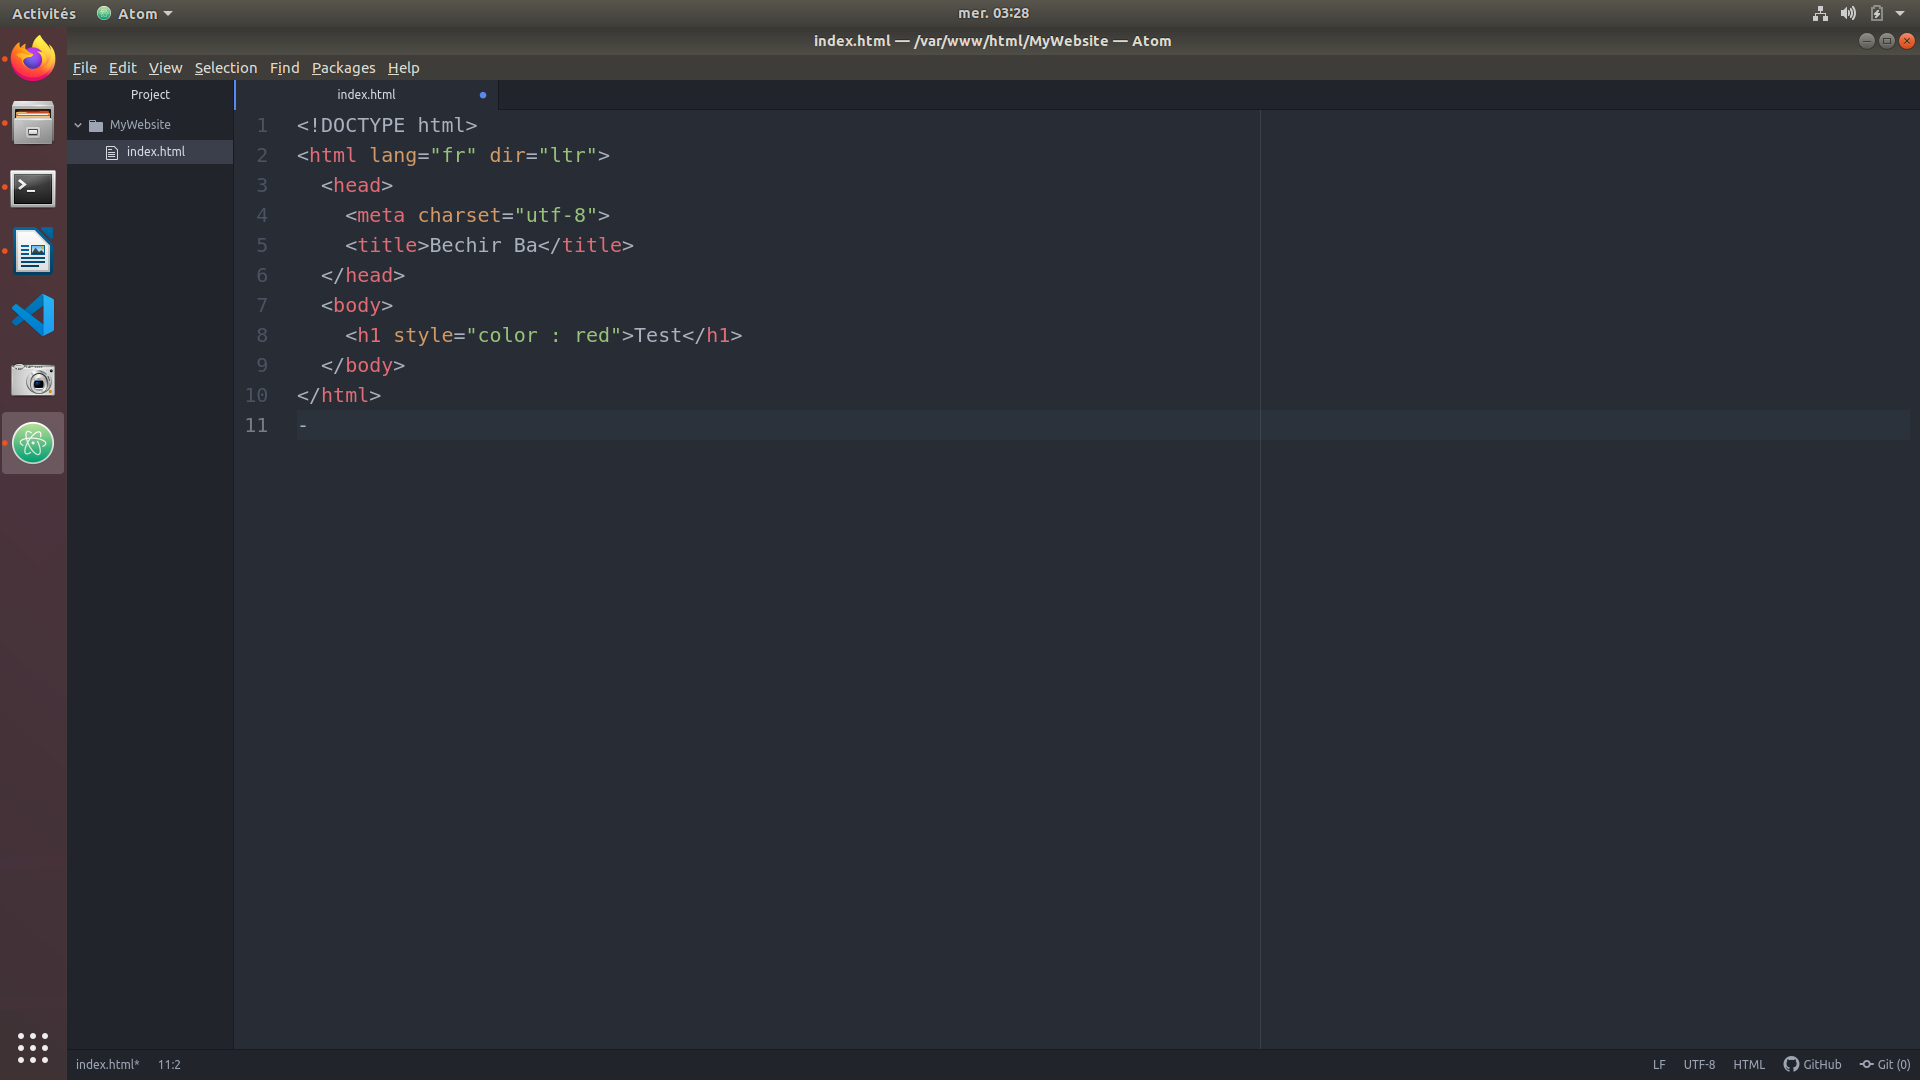 Activités Atom mer. 03:28
index.html — /var/www/html/MyWebsite — Atom
File Edit View Selection Find Packages Help
Project index.html
MyWebsite
index.html
1 <!DOCTYPE html>
2 <html lang="fr" dir="ltr">
3 <head>
4 <meta charset="utf-8">
5 <title>Bechir Ba</title>
6 </head>
7 <body>
8 <h1 style="color : red">Test</h1>
9 </body>
10 </html>
11 -
index.html* 11:2 LF UTF-8 HTML GitHub Git (0)